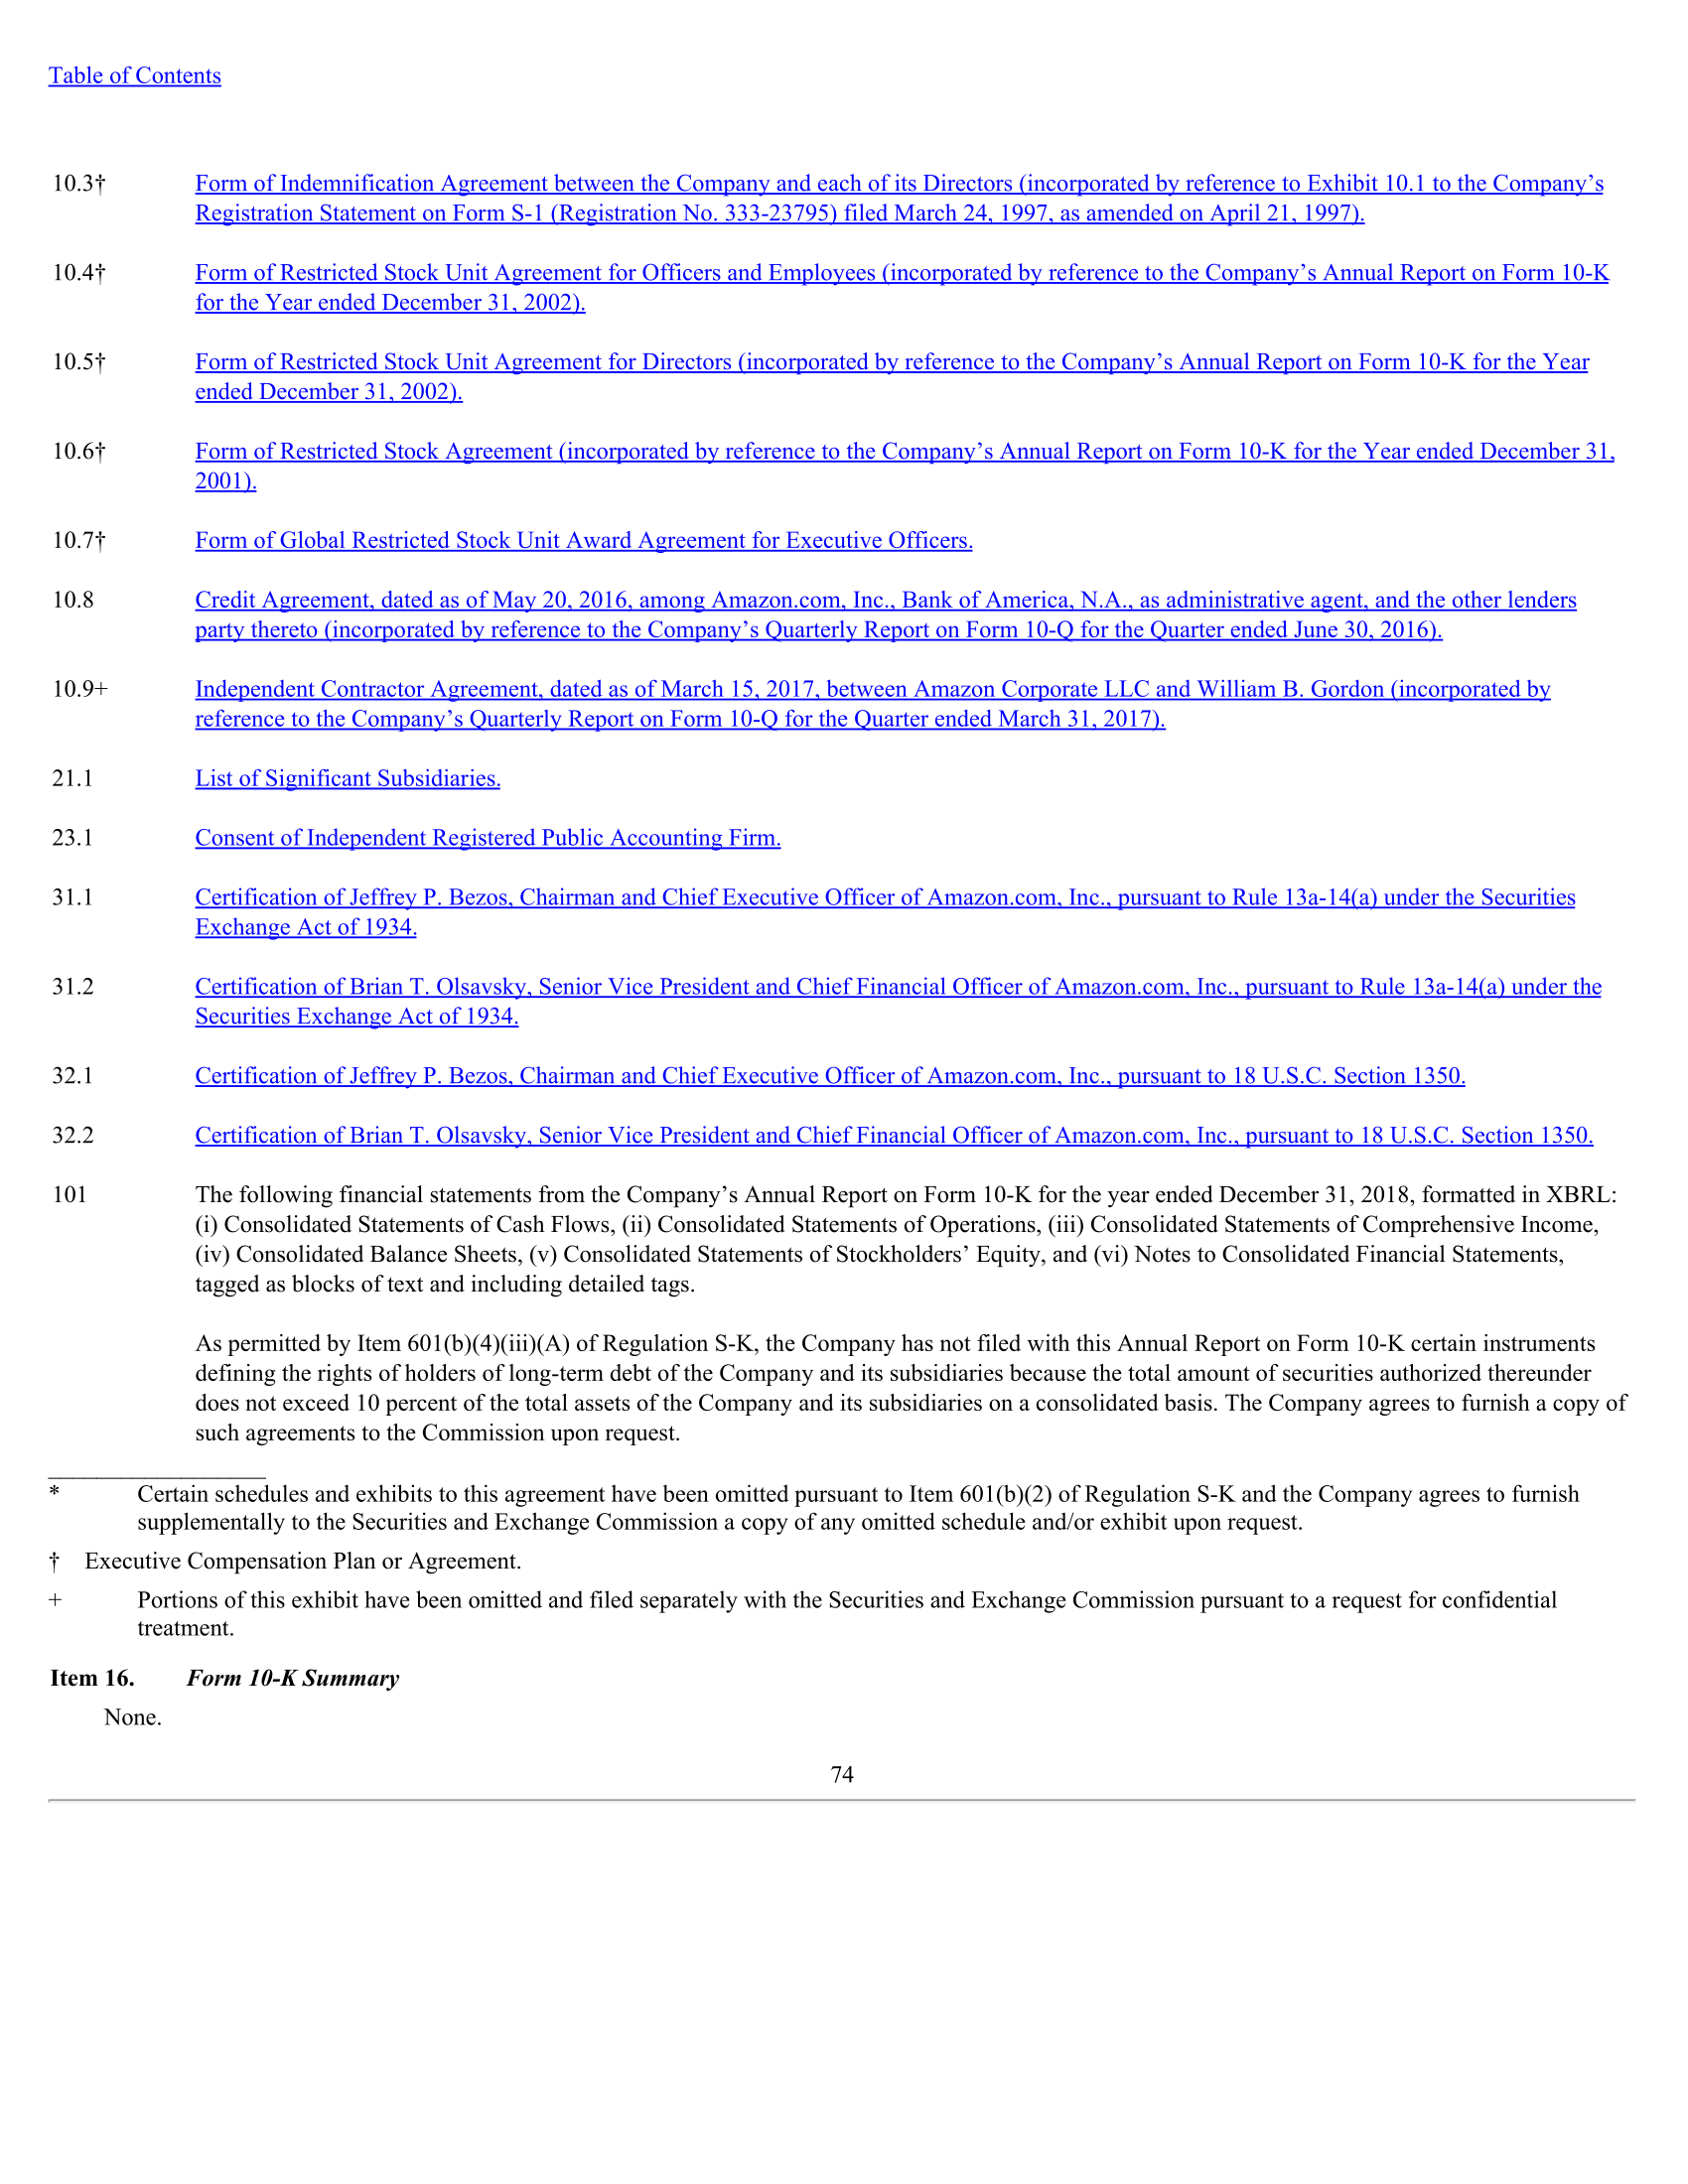 Table of Contents
10.3† Form of Indemnification Agreement between the Company and each of its Directors (incorporated by reference to Exhibit 10.1 to the Company’s
Registration Statement on Form S-1 (Registration No. 333-23795) filed March 24, 1997, as amended on April 21, 1997).
10.4† Form of Restricted Stock Unit Agreement for Officers and Employees (incorporated by reference to the Company’s Annual Report on Form 10-K
for the Year ended December 31, 2002).
10.5† Form of Restricted Stock Unit Agreement for Directors (incorporated by reference to the Company’s Annual Report on Form 10-K for the Year
ended December 31, 2002).
10.6† Form of Restricted Stock Agreement (incorporated by reference to the Company’s Annual Report on Form 10-K for the Year ended December 31,
2001).
10.7† Form of Global Restricted Stock Unit Award Agreement for Executive Officers.
10.8 Credit Agreement, dated as of May 20, 2016, among Amazon.com, Inc., Bank of America, N.A., as administrative agent, and the other lenders
party thereto (incorporated by reference to the Company’s Quarterly Report on Form 10-Q for the Quarter ended June 30, 2016).
10.9+ Independent Contractor Agreement, dated as of March 15, 2017, between Amazon Corporate LLC and William B. Gordon (incorporated by
reference to the Company’s Quarterly Report on Form 10-Q for the Quarter ended March 31, 2017).
21.1 List of Significant Subsidiaries.
23.1 Consent of Independent Registered Public Accounting Firm.
31.1 Certification of Jeffrey P. Bezos, Chairman and Chief Executive Officer of Amazon.com, Inc., pursuant to Rule 13a-14(a) under the Securities
Exchange Act of 1934.
31.2 Certification of Brian T. Olsavsky, Senior Vice President and Chief Financial Officer of Amazon.com, Inc., pursuant to Rule 13a-14(a) under the
Securities Exchange Act of 1934.
32.1 Certification of Jeffrey P. Bezos, Chairman and Chief Executive Officer of Amazon.com, Inc., pursuant to 18 U.S.C. Section 1350.
32.2 Certification of Brian T. Olsavsky, Senior Vice President and Chief Financial Officer of Amazon.com, Inc., pursuant to 18 U.S.C. Section 1350.
101 The following financial statements from the Company’s Annual Report on Form 10-K for the year ended December 31, 2018, formatted in XBRL:
(i) Consolidated Statements of Cash Flows, (ii) Consolidated Statements of Operations, (iii) Consolidated Statements of Comprehensive Income,
(iv) Consolidated Balance Sheets, (v) Consolidated Statements of Stockholders’ Equity, and (vi) Notes to Consolidated Financial Statements,
tagged as blocks of text and including detailed tags.
As permitted by Item 601(b)(4)(iii)(A) of Regulation S-K, the Company has not filed with this Annual Report on Form 10-K certain instruments
defining the rights of holders of long-term debt of the Company and its subsidiaries because the total amount of securities authorized thereunder
does not exceed 10 percent of the total assets of the Company and its subsidiaries on a consolidated basis. The Company agrees to furnish a copy of
such agreements to the Commission upon request.
* Certain schedules and exhibits to this agreement have been omitted pursuant to Item 601(b)(2) of Regulation S-K and the Company agrees to furnish
supplementally to the Securities and Exchange Commission a copy of any omitted schedule and/or exhibit upon request.
† Executive Compensation Plan or Agreement.
+ Portions of this exhibit have been omitted and filed separately with the Securities and Exchange Commission pursuant to a request for confidential
treatment.
Item 16. Form 10-K Summary
None.
74